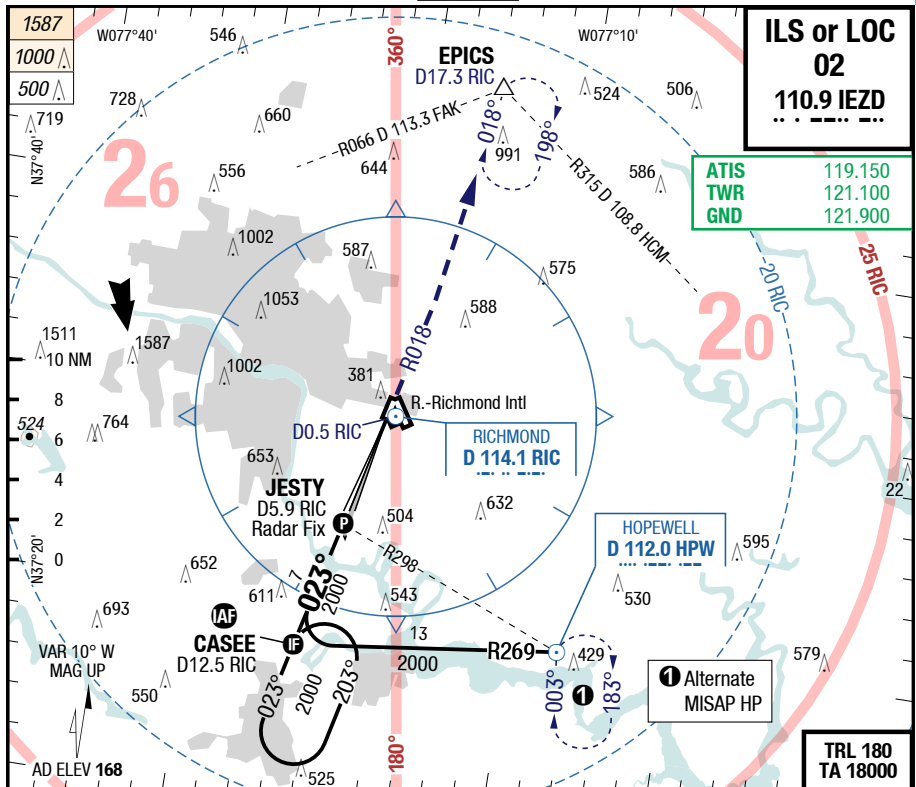 1587
1000
500
W077°40'
546
360°
EPICS
D17.3 RIC
W077°10'
ILS or LOC
02
110.9 IEZD
719
728
660
524
506
N37°40'
26
R066 D 113.3 FAK
644
018°
198°
991
R315 D 108.8 HCM
586
ATIS 119.150
TWR 121.100
GND 121.900
556
1002
587
575
20 RIC
25 RIC
1053
588
20
1511
10 NM
1587
1002
R018
381
R.-Richmond Intl
8
764
D0.5 RIC
RICHMOND
D 114.1 RIC
524
6
653
4
JESTY
D5.9 RIC
Radar Fix
P
504
632
22
2
HOPEWELL
D 112.0 HPW
R298
595
N37°20'
0
652
611
7
023°
2000
543
530
693
IAF
CASEE
IF
D12.5 RIC
13
2000
R269
429
579
VAR 10° W
MAG UP
550
023°
2000
203°
003°
183°
1
1 Alternate
MISAP HP
AD ELEV 168
525
180°
TRL 180
TA 18000